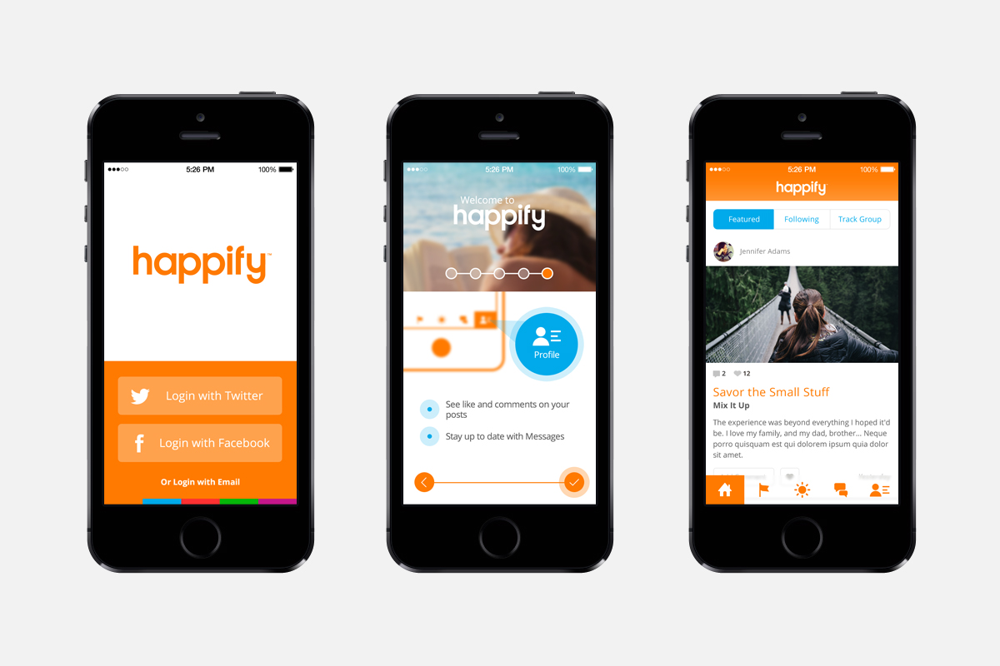 5:26 PM
100%
happify™
Login with Twitter
f Login with Facebook
Or Login with Email
5:26 PM
100%
Welcome to
happify
Profile
See like and comments on your
posts
Stay up to date with Messages
5:26 PM
100%
happify
Featured
Following
Track Group
Jennifer Adams
2
12
Savor the Small Stuff
Mix It Up
The experience was beyond everything I hoped it'd
be. I love my family, and my dad, brother... Neque
porro quisquam est qui dolorem ipsum quia dolor
sit amet.
Yesterday